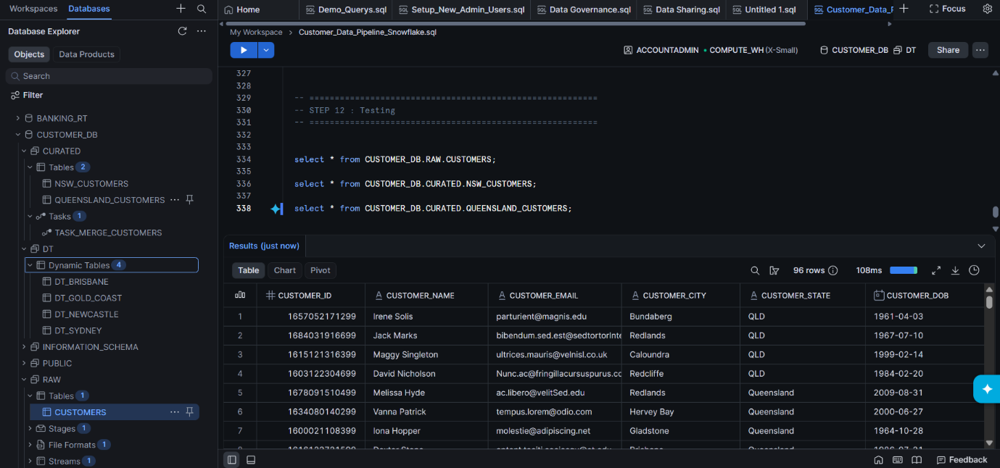 Workspaces Databases
Home Demo_Querys.sql Setup_New_Admin_Users.sql Data Governance.sql Data Sharing.sql Untitled 1.sql Customer_Data_F Focus
Database Explorer
My Workspace > Customer_Data_Pipeline_Snowflake.sql
Objects Data Products
ACCOUNTADMIN COMPUTE_WH (X-Small) CUSTOMER_DB DT Share
Search
Filter
BANKING_RT
CUSTOMER_DB
CURATED
Tables 2
NSW_CUSTOMERS
QUEENSLAND_CUSTOMERS
Tasks 1
TASK_MERGE_CUSTOMERS
DT
Dynamic Tables 4
DT_BRISBANE
DT_GOLD_COAST
DT_NEWCASTLE
DT_SYDNEY
INFORMATION_SCHEMA
PUBLIC
RAW
Tables 1
CUSTOMERS
Stages 1
File Formats 1
Streams 1
327
328
329 -- =========================================================
330 -- STEP 12 : Testing
331 -- =========================================================
332
333
334 select * from CUSTOMER_DB.RAW.CUSTOMERS;
335
336 select * from CUSTOMER_DB.CURATED.NSW_CUSTOMERS;
337
338 select * from CUSTOMER_DB.CURATED.QUEENSLAND_CUSTOMERS;
Results (just now)
Table Chart Pivot 96 rows 108ms
CUSTOMER_ID CUSTOMER_NAME CUSTOMER_EMAIL CUSTOMER_CITY CUSTOMER_STATE CUSTOMER_DOB
1 1657052171299 Irene Solis parturient@magnis.edu Bundaberg QLD 1961-04-03
2 1684031916699 Jack Marks bibendum.sed.est@sedtortorInte Redlands QLD 1967-07-10
3 1615121316399 Maggy Singleton ultrices.mauris@velnisl.co.uk Caloundra QLD 1999-02-14
4 1603122304699 David Nicholson Nunc.ac@fringillacursuspurus.co Redcliffe QLD 1984-02-20
5 1678091510499 Melissa Hyde ac.libero@velitSed.edu Redlands Queensland 2009-08-31
6 1634080140299 Vanna Patrick tempus.lorem@odio.com Hervey Bay Queensland 2000-06-27
7 1600021108399 Iona Hopper molestie@adipiscing.net Gladstone Queensland 1964-10-28
Feedback